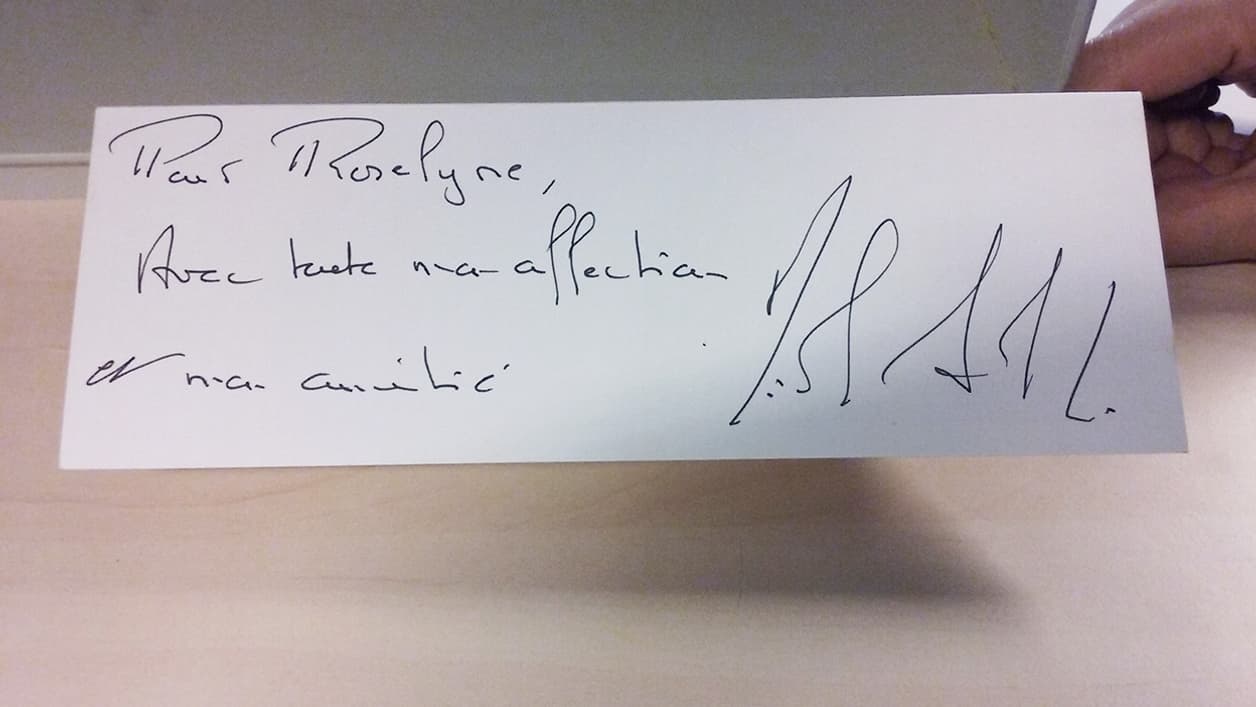 Pour Roselyne,
Avec toute mon affection
et mon amitié